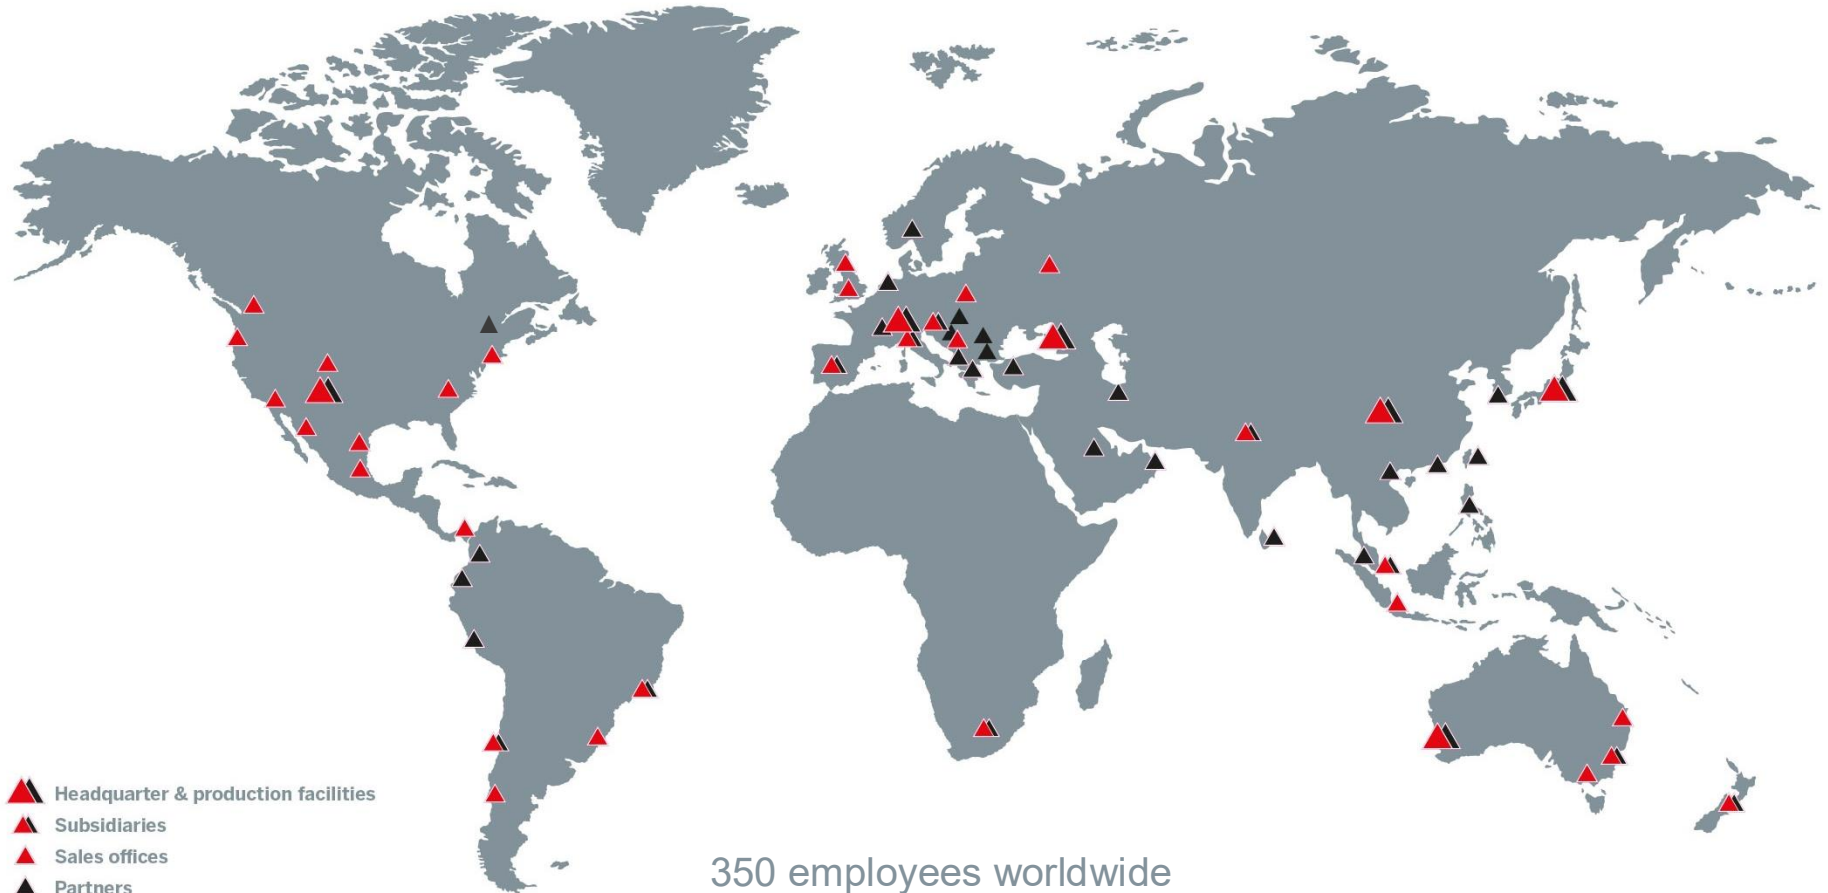 Headquarter & production facilities
Subsidiaries
Sales offices
Partners
350 employees worldwide